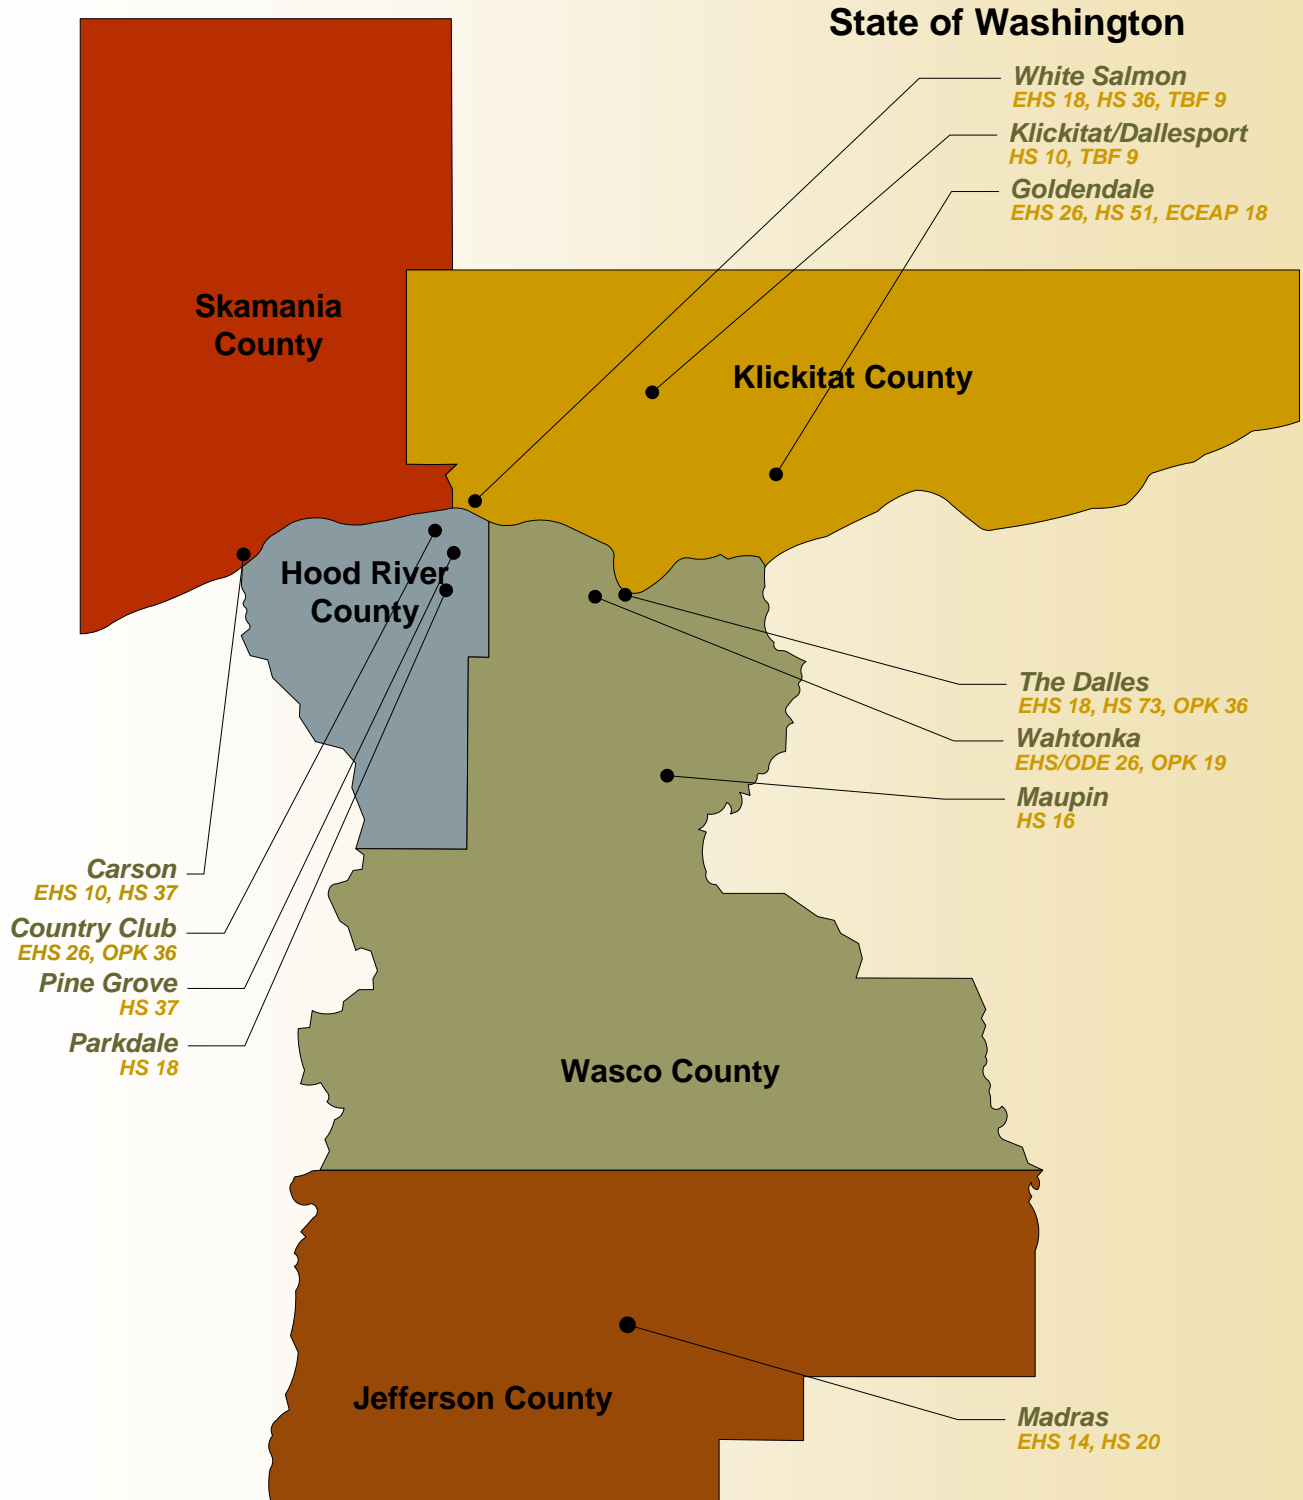 State of Washington
White Salmon
EHS 18, HS 36, TBF 9
Klickitat/Dallesport
HS 10, TBF 9
Goldendale
EHS 26, HS 51, ECEAP 18
Skamania
County
Klickitat County
Hood River
County
The Dalles
EHS 18, HS 73, OPK 36
Wahtonka
EHS/ODE 26, OPK 19
Maupin
HS 16
Carson
EHS 10, HS 37
Country Club
EHS 26, OPK 36
Pine Grove
HS 37
Parkdale
HS 18
Wasco County
Jefferson County
Madras
EHS 14, HS 20